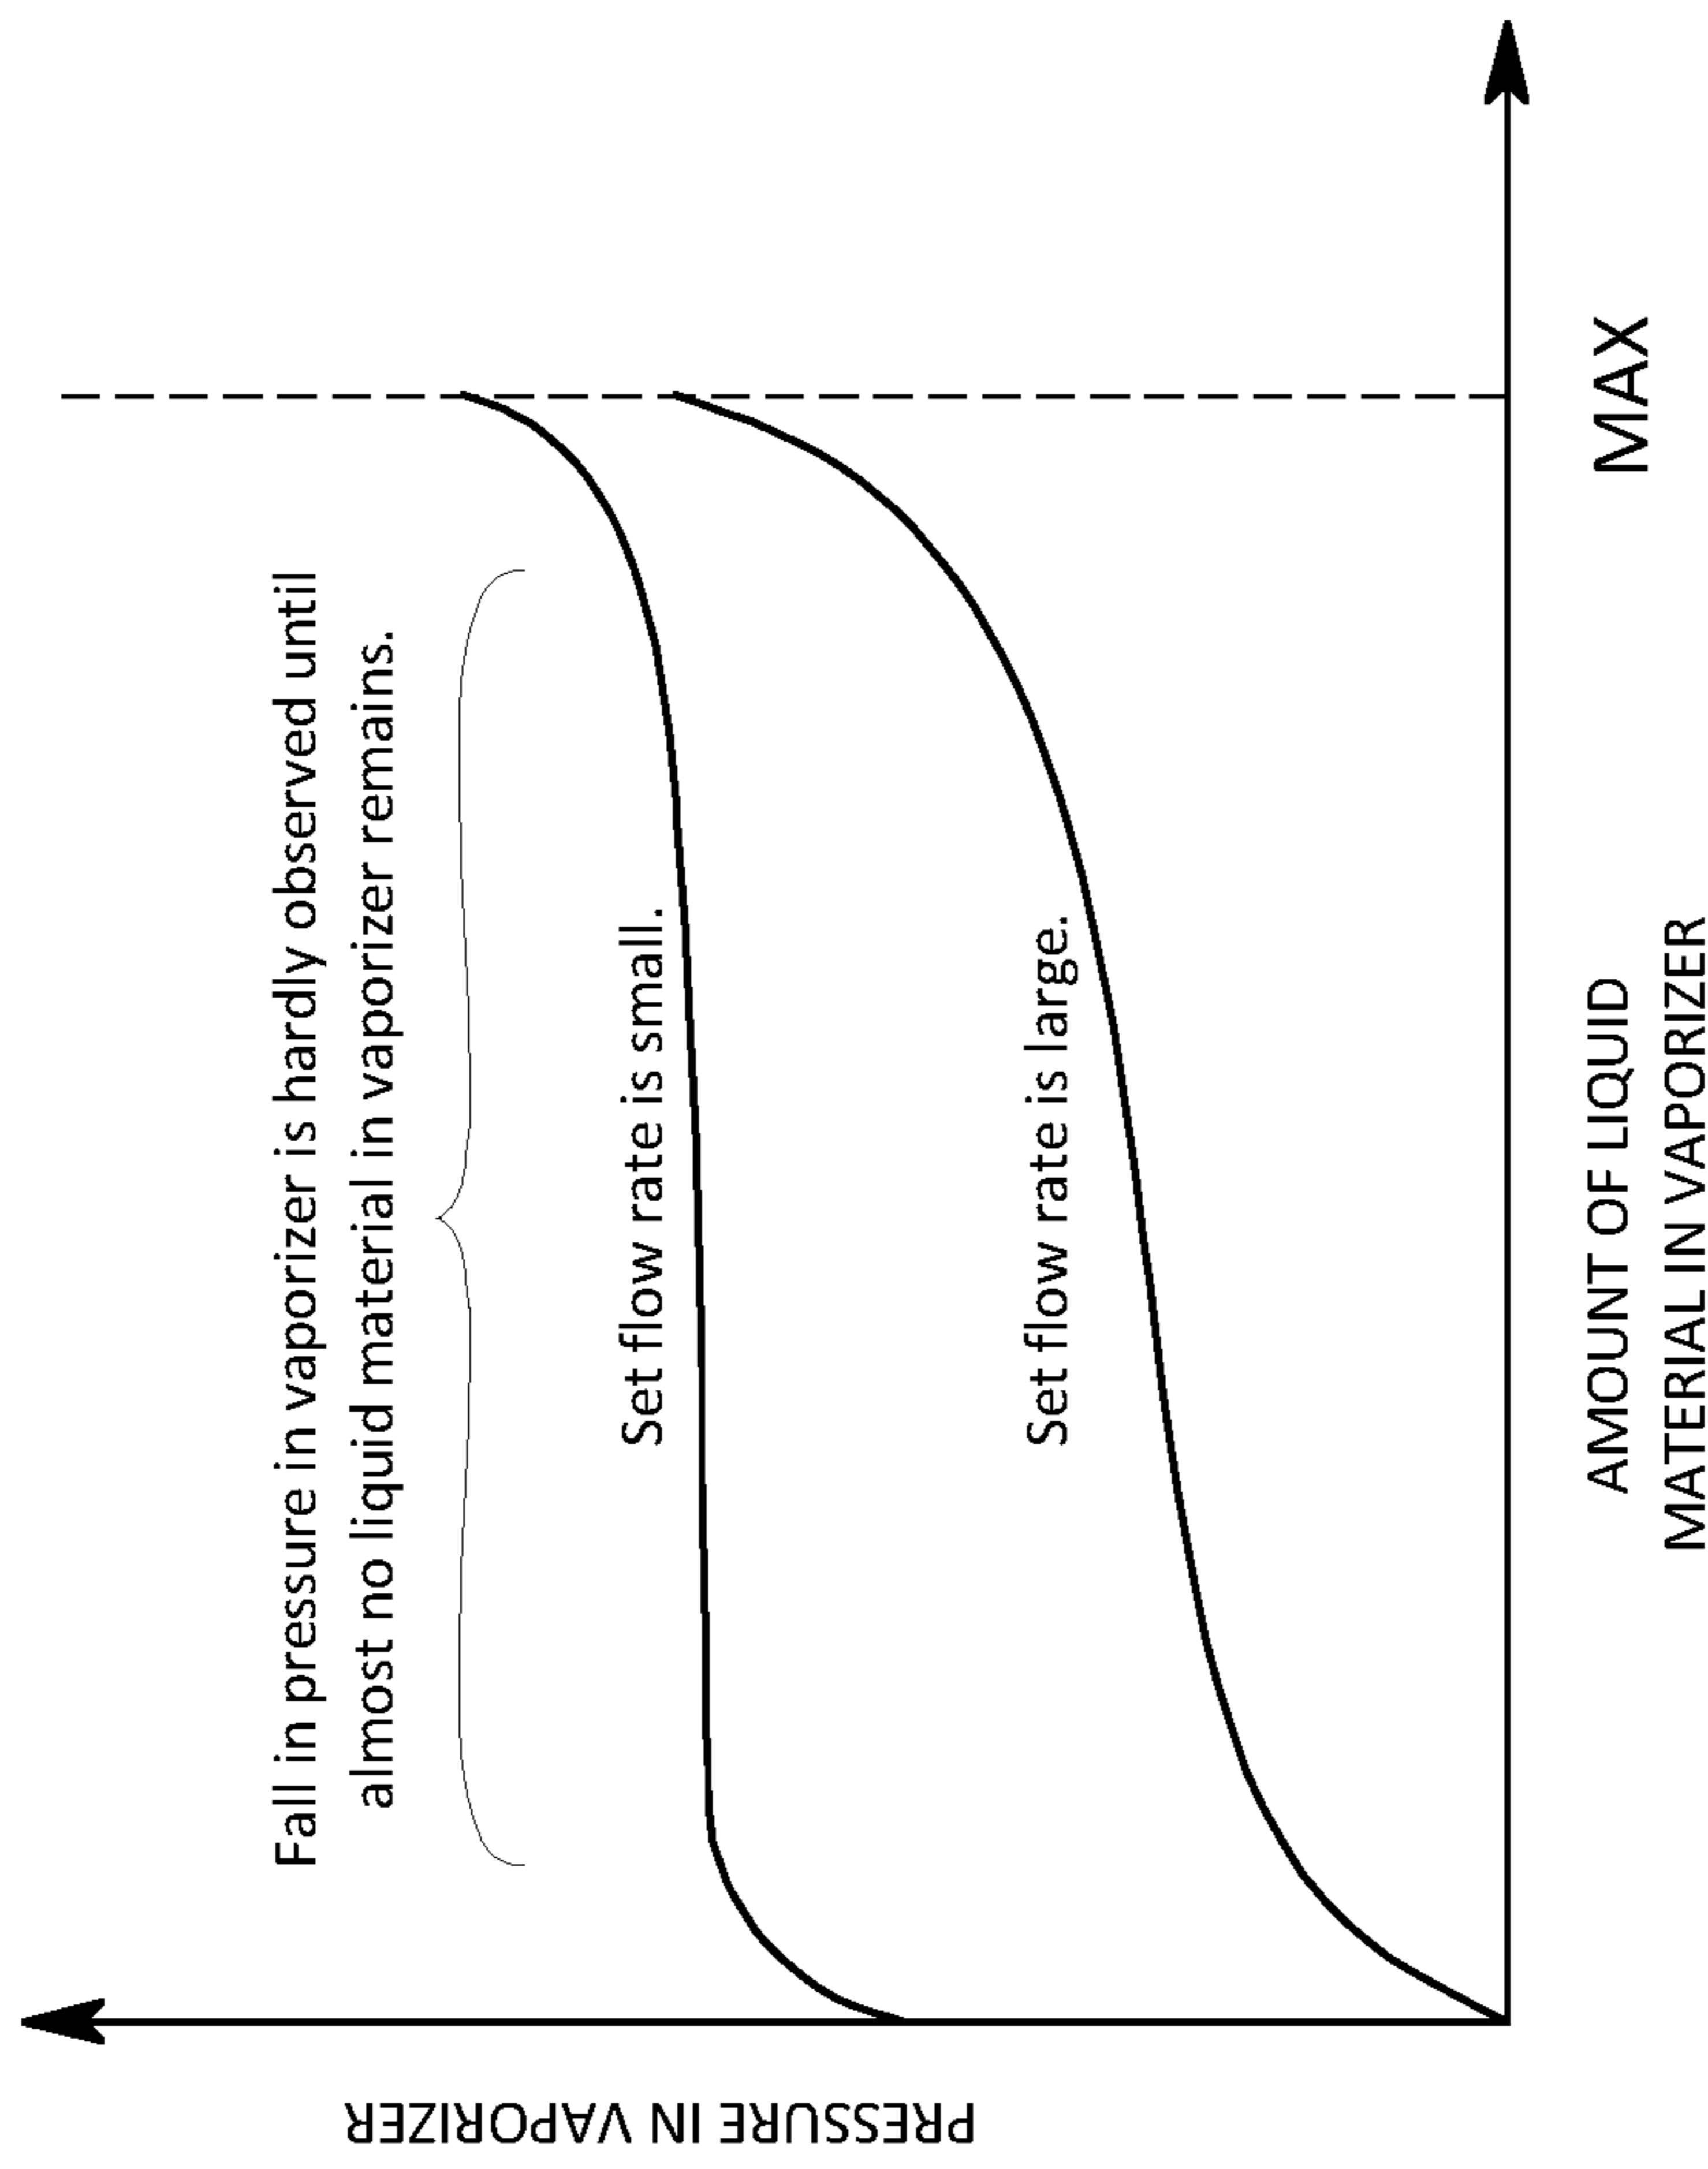 Fall in pressure in vaporizer is hardly observed until
almost no liquid material in vaporizer remains.
Set flow rate is small.
Set flow rate is large.
PRESSURE IN VAPORIZER
MAX
AMOUNT OF LIQUID
MATERIAL IN VAPORIZER